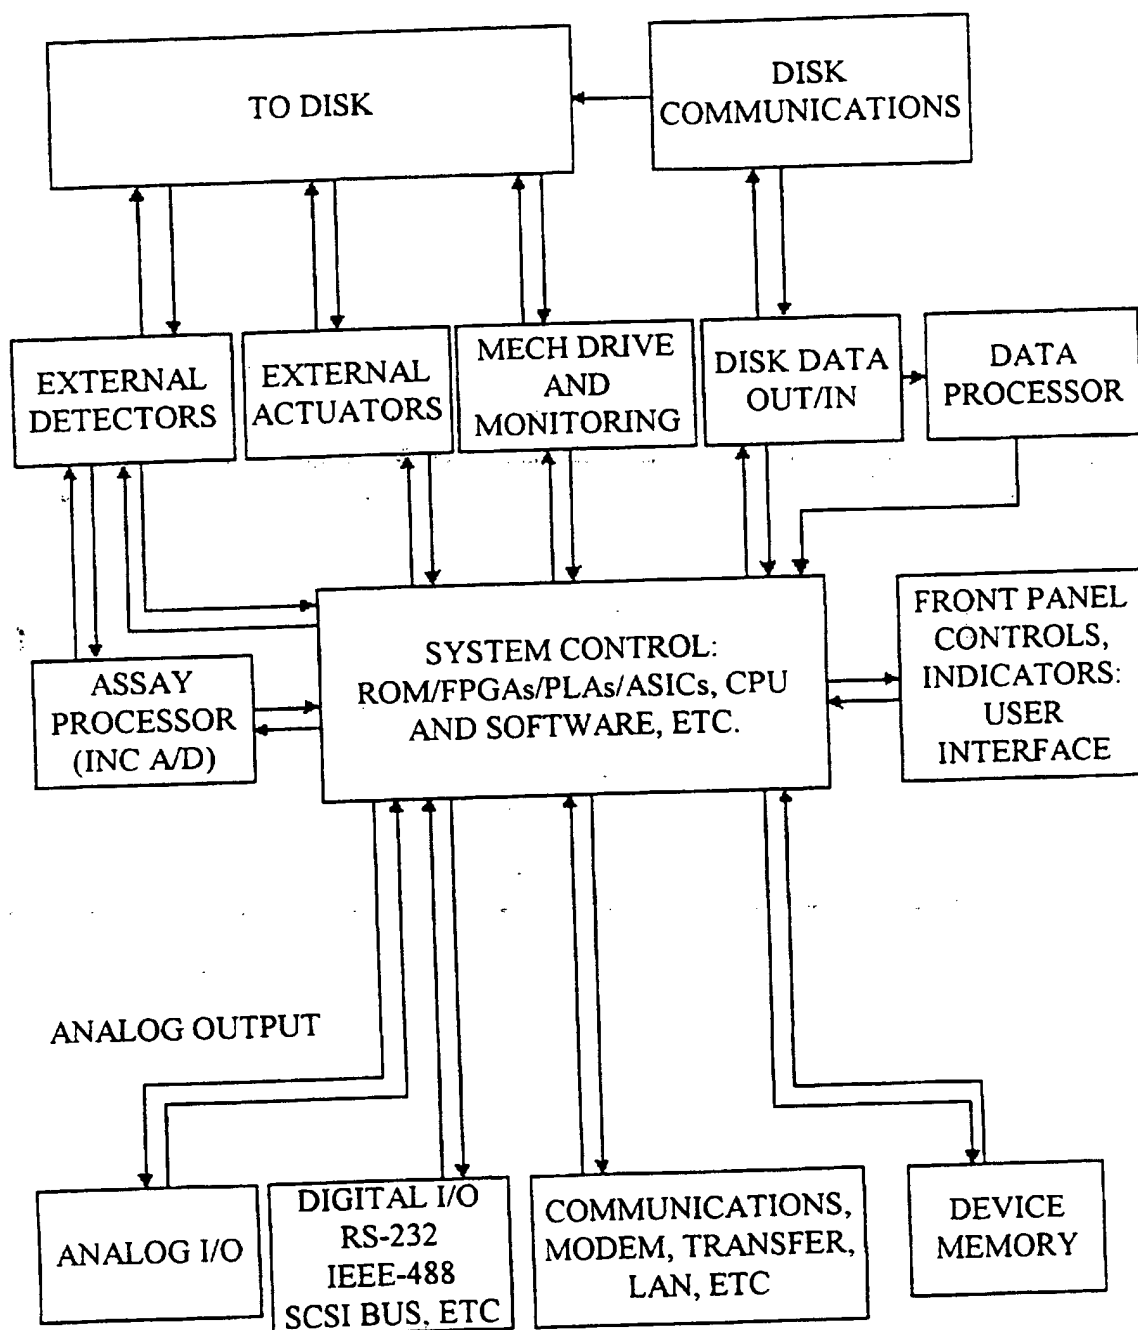 TO DISK
DISK
COMMUNICATIONS
EXTERNAL
DETECTORS
EXTERNAL
ACTUATORS
MECH DRIVE
AND
MONITORING
DISK DATA
OUT/IN
DATA
PROCESSOR
ASSAY
PROCESSOR
(INC A/D)
SYSTEM CONTROL:
ROM/FPGAs/PLAs/ASICs, CPU
AND SOFTWARE, ETC.
FRONT PANEL
CONTROLS,
INDICATORS:
USER
INTERFACE
ANALOG OUTPUT
ANALOG I/O
DIGITAL I/O
RS-232
IEEE-488
SCSI BUS, ETC
COMMUNICATIONS,
MODEM, TRANSFER,
LAN, ETC
DEVICE
MEMORY